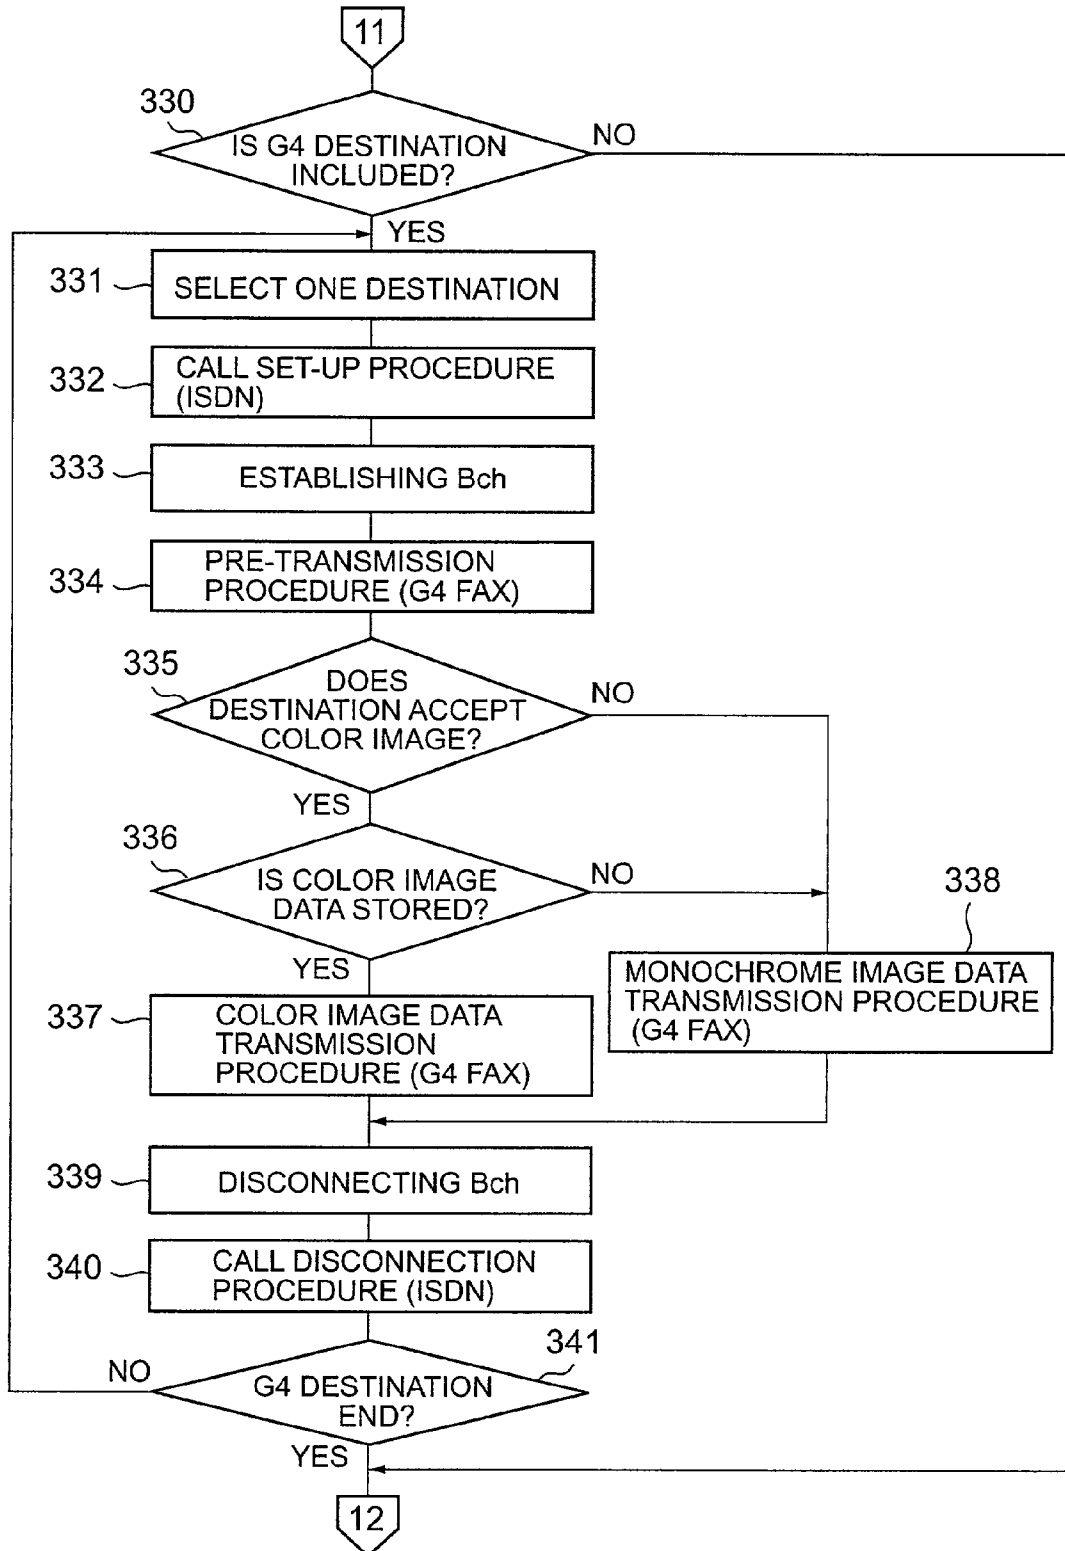 11
330
IS G4 DESTINATION
INCLUDED?
NO
YES
331
SELECT ONE DESTINATION
332
CALL SET-UP PROCEDURE
(ISDN)
333
ESTABLISHING Bch
334
PRE-TRANSMISSION
PROCEDURE (G4 FAX)
335
DOES
DESTINATION ACCEPT
COLOR IMAGE?
NO
YES
336
IS COLOR IMAGE
DATA STORED?
NO
YES
338
MONOCHROME IMAGE DATA
TRANSMISSION PROCEDURE
(G4 FAX)
337
COLOR IMAGE DATA
TRANSMISSION
PROCEDURE (G4 FAX)
339
DISCONNECTING Bch
340
CALL DISCONNECTION
PROCEDURE (ISDN)
341
NO
G4 DESTINATION
END?
YES
12